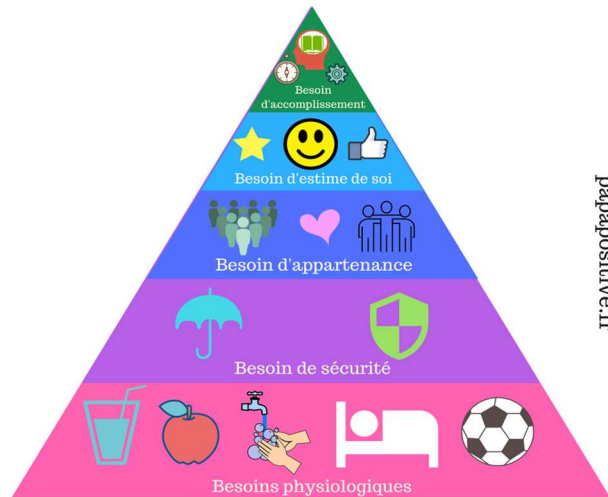 Besoin
d'accomplissement
Besoin d'estime de soi
Besoin d'appartenance
Besoin de sécurité
Besoins physiologiques
papapositive.fr